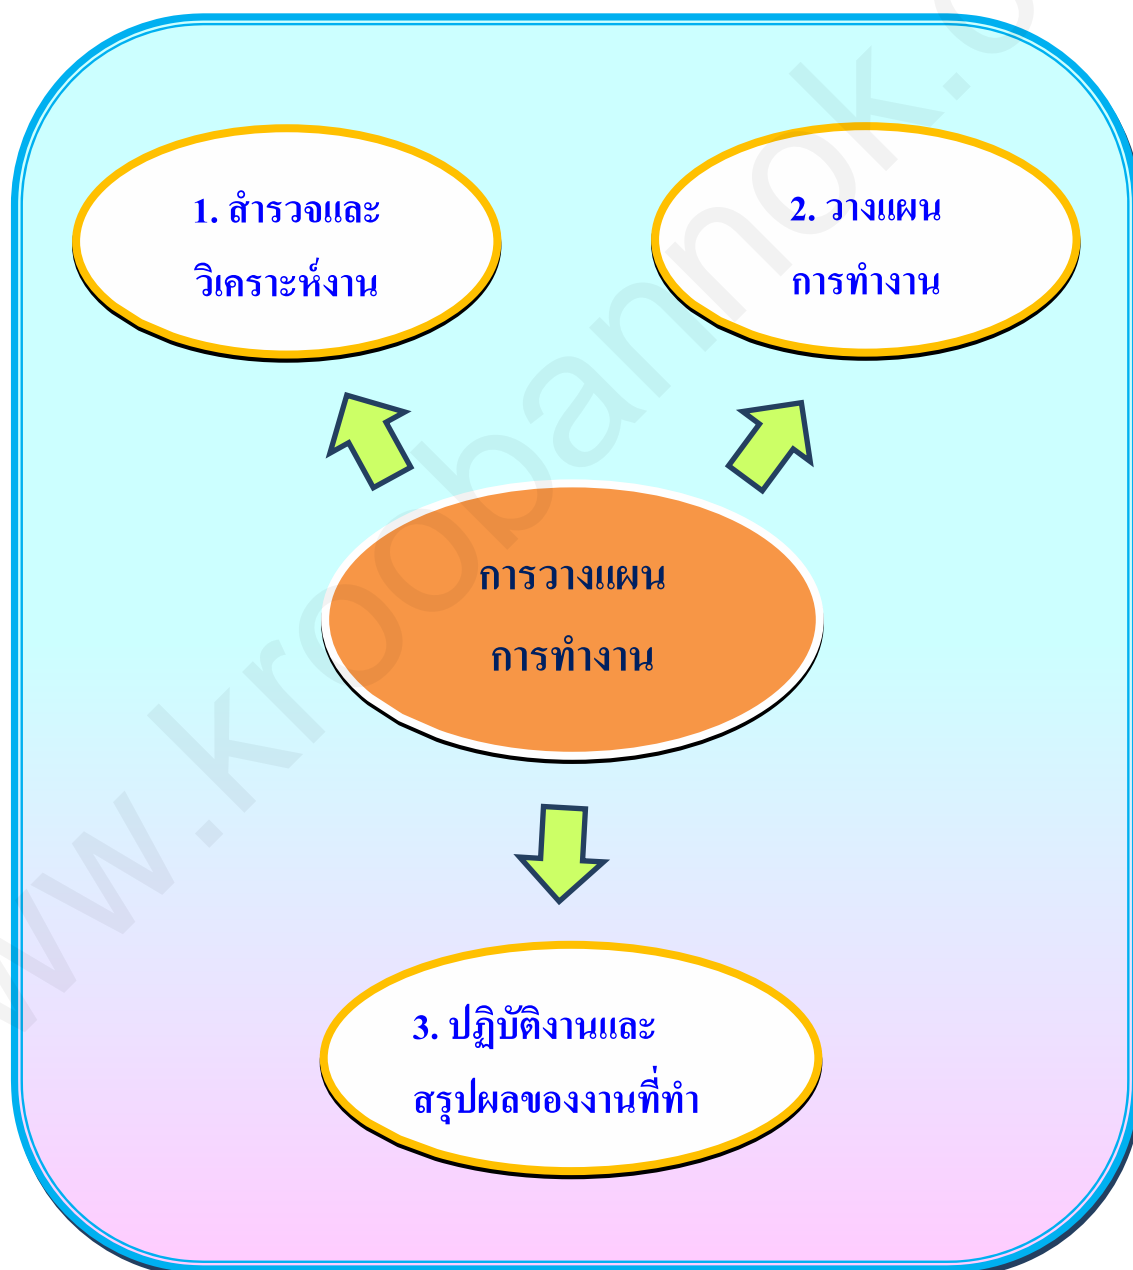 1. สำรวจและ
วิเคราะห์งาน
2. วางแผน
การทำงาน
การวางแผน
การทำงาน
3. ปฏิบัติงานและ
สรุปผลของงานที่ทำ
www.kroobannok.c